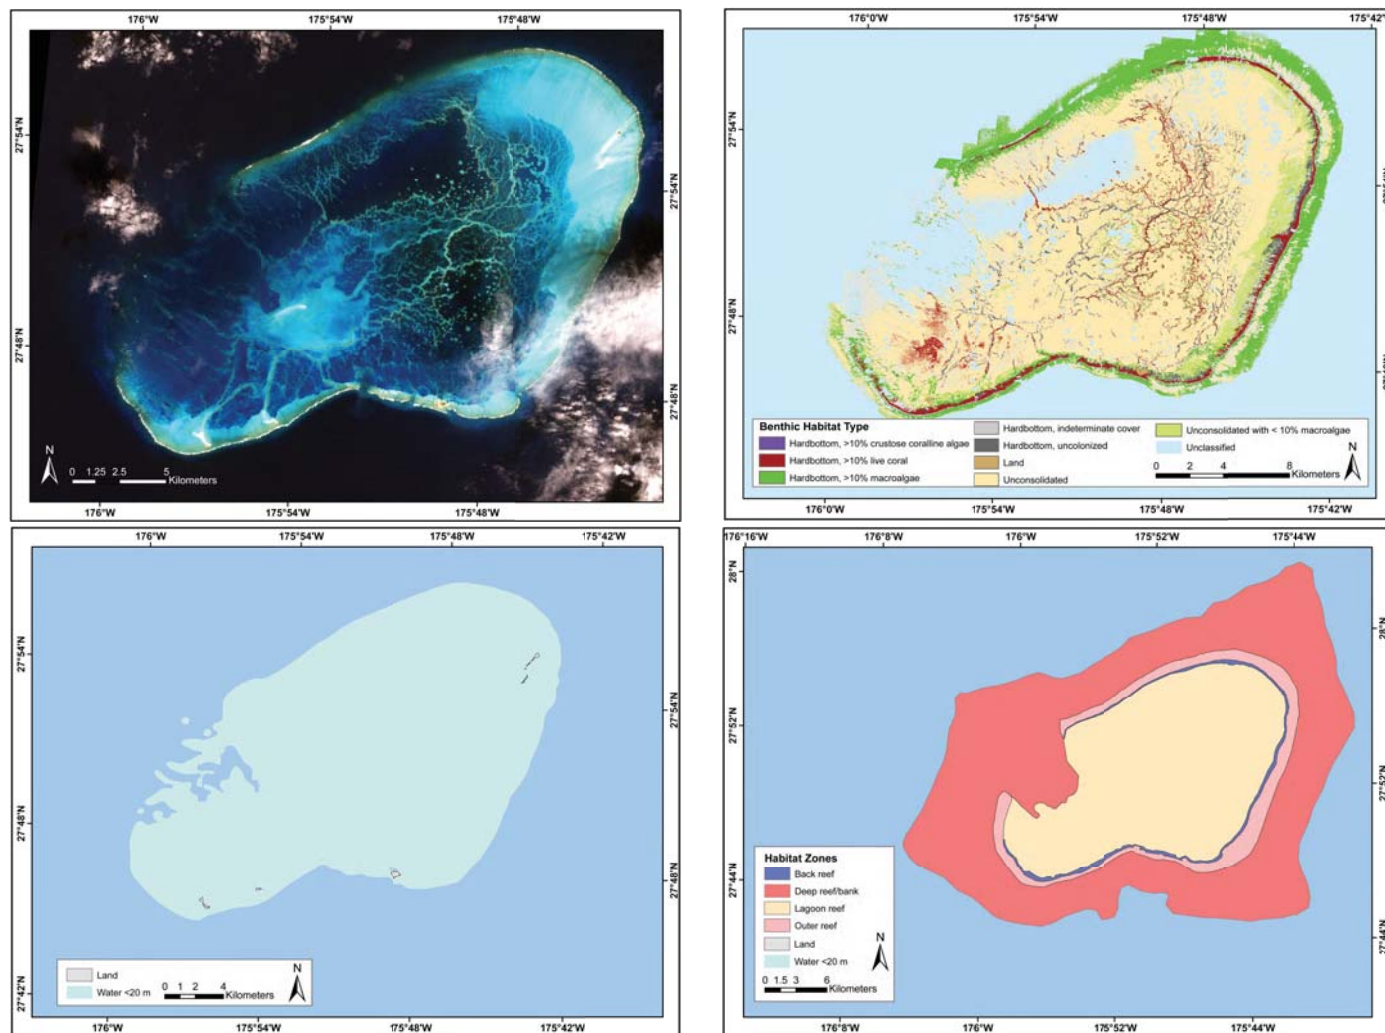 176°W 175°54'W 175°48'W
27°54'N
27°54'N
27°48'N
27°48'N
N
0 1.25 2.5 5
Kilometers
176°W 175°54'W 175°48'W
176°0'W 175°54'W 175°48'W 175°42'W
27°54'N
27°48'N
Benthic Habitat Type
Hardbottom, >10% crustose coralline algae
Hardbottom, >10% live coral
Hardbottom, >10% macroalgae
Hardbottom, indeterminate cover
Hardbottom, uncolonized
Land
Unconsolidated
Unconsolidated with < 10% macroalgae
Unclassified
N
0 2 4 8
Kilometers
176°0'W 175°54'W 175°48'W 175°42'W
176°W 175°54'W 175°48'W 175°42'W
27°54'N
27°54'N
27°48'N
27°48'N
27°42'N
Land
Water <20 m
N
0 1 2 4
Kilometers
176°W 175°54'W 175°48'W 175°42'W
176°16'W 176°8'W 176°W 175°52'W 175°44'W
28°N
28°N
27°52'N
27°52'N
27°44'N
27°44'N
Habitat Zones
Back reef
Deep reef/bank
Lagoon reef
Outer reef
Land
Water <20 m
N
0 1.5 3 6
Kilometers
176°8'W 176°W 175°52'W 175°44'W